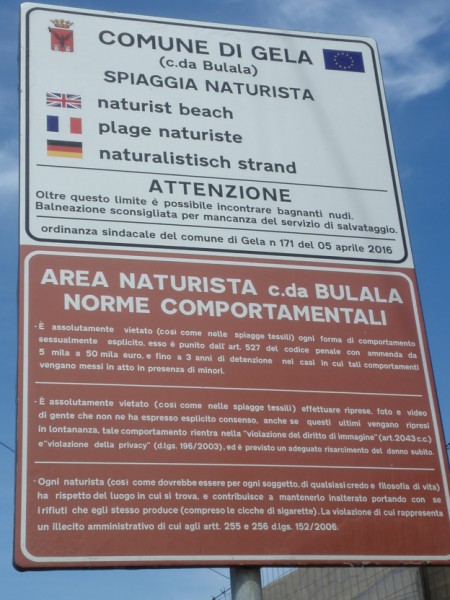 COMUNE DI GELA
(c.da Bulala)
SPIAGGIA NATURISTA
naturist beach
plage naturiste
naturalistisch strand
ATTENZIONE
Oltre questo limite é possibile incontrare bagnanti nudi.
Balneazione sconsigliata per mancanza del servizio di salvataggio.
ordinanza sindacale del comune di Gela n 171 del 05 aprile 2016
AREA NATURISTA c.da BULALA
NORME COMPORTAMENTALI
- È assolutamente vietato (così come nelle spiagge tessili) ogni forma di comportamento
sessualmente esplicito, esso é punito dall'art. 527 del codice penale con ammenda da
5 mila a 50 mila euro, e fino a 3 anni di detenzione nei casi in cui tali comportamenti
vengano messi in atto in presenza di minori.
- È assolutamente vietato (così come nelle spiagge tessili) effettuare riprese, foto e video
di gente che non ne ha espresso esplicito consenso, anche se questi ultimi vengano ripresi
in lontananza, tale comportamento rientra nella "violazione del diritto di immagine" (art.2043 c.c.)
e "violazione della privacy" (d.lgs. 196/2003), ed è previsto un adeguato risarcimento del danno subito.
- Ogni naturista (così come dovrebbe essere per ogni soggetto, di qualsiasi credo e filosofia di vita)
ha rispetto del luogo in cui si trova, e contribuisce a mantenerlo inalterato portando con se
i rifiuti che egli stesso produce (compreso le cicche di sigarette). La violazione di cui rappresenta
un illecito amministrativo di cui agli artt. 255 e 256 d.lgs. 152/2006.